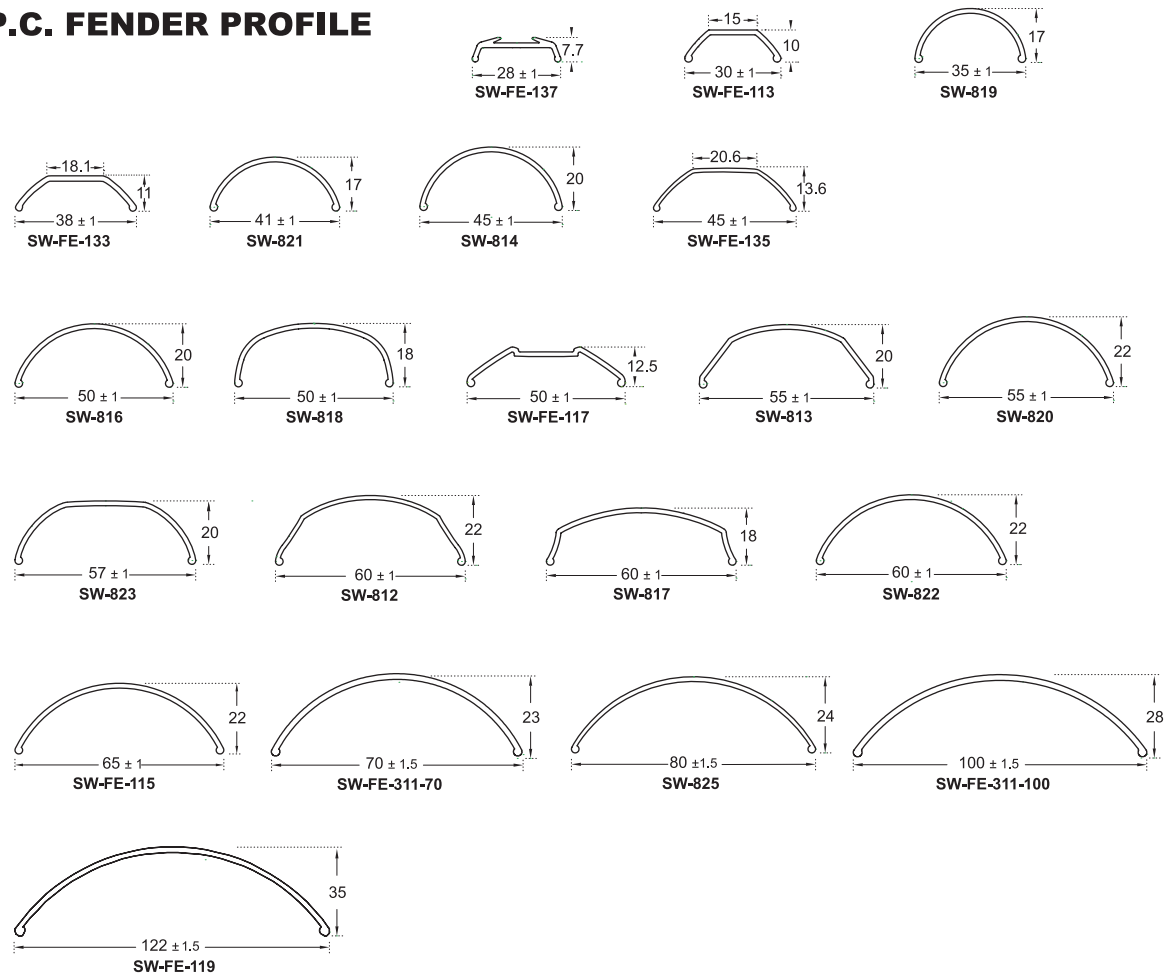 P.C. FENDER PROFILE
7.7
28 ± 1
SW-FE-137
15
10
30 ± 1
SW-FE-113
17
35 ± 1
SW-819
18.1
11
38 ± 1
SW-FE-133
17
41 ± 1
SW-821
20
45 ± 1
SW-814
20.6
13.6
45 ± 1
SW-FE-135
20
50 ± 1
SW-816
18
50 ± 1
SW-818
12.5
50 ± 1
SW-FE-117
20
55 ± 1
SW-813
22
55 ± 1
SW-820
20
57 ± 1
SW-823
22
60 ± 1
SW-812
18
60 ± 1
SW-817
22
60 ± 1
SW-822
22
65 ± 1
SW-FE-115
23
70 ± 1.5
SW-FE-311-70
24
80 ±1.5
SW-825
28
100 ± 1.5
SW-FE-311-100
35
122 ± 1.5
SW-FE-119